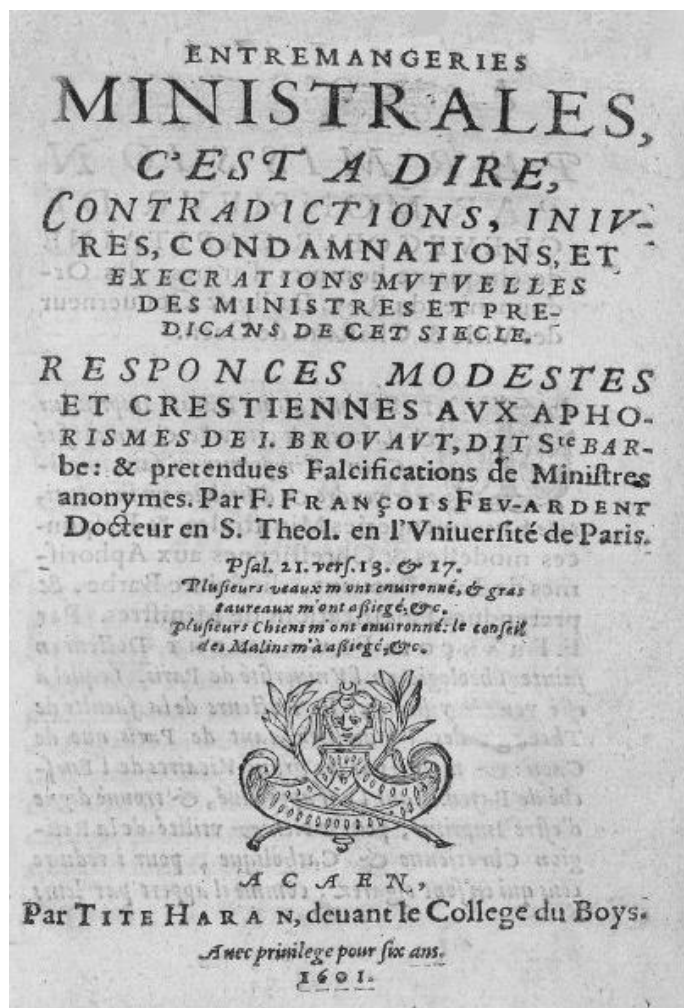 ENTREMANGERIES
MINISTRALES,
C'EST A DIRE,
CONTRADICTIONS, INIV-
RES, CONDAMNATIONS, ET
EXECRATIONS MVTVELLES
DES MINISTRES ET PRE-
DICANS DE CET SIECLE.
RESPONCES MODESTES
ET CRESTIENNES AVX APHO-
RISMES DE I. BROVAVT, DIT Ste BAR-
be: & pretendues Falcifications de Miniſtres
anonymes. Par F. FRANÇOIS FEV-ARDENT
Docteur en S. Theol. en l'Vniuerſité de Paris.
Pſal. 21. verſ. 13. & 17.
Pluſieurs veaux m'ont enuironné, & gras
taureaux m'ont aßiegé, &c.
pluſieurs Chiens m'ont enuironné: le conſeil
des Malins m'à aßiegé, &c.
A CAEN,
Par TITE HARAN, deuant le College du Boys.
Auec priuilege pour ſix ans.
1601.